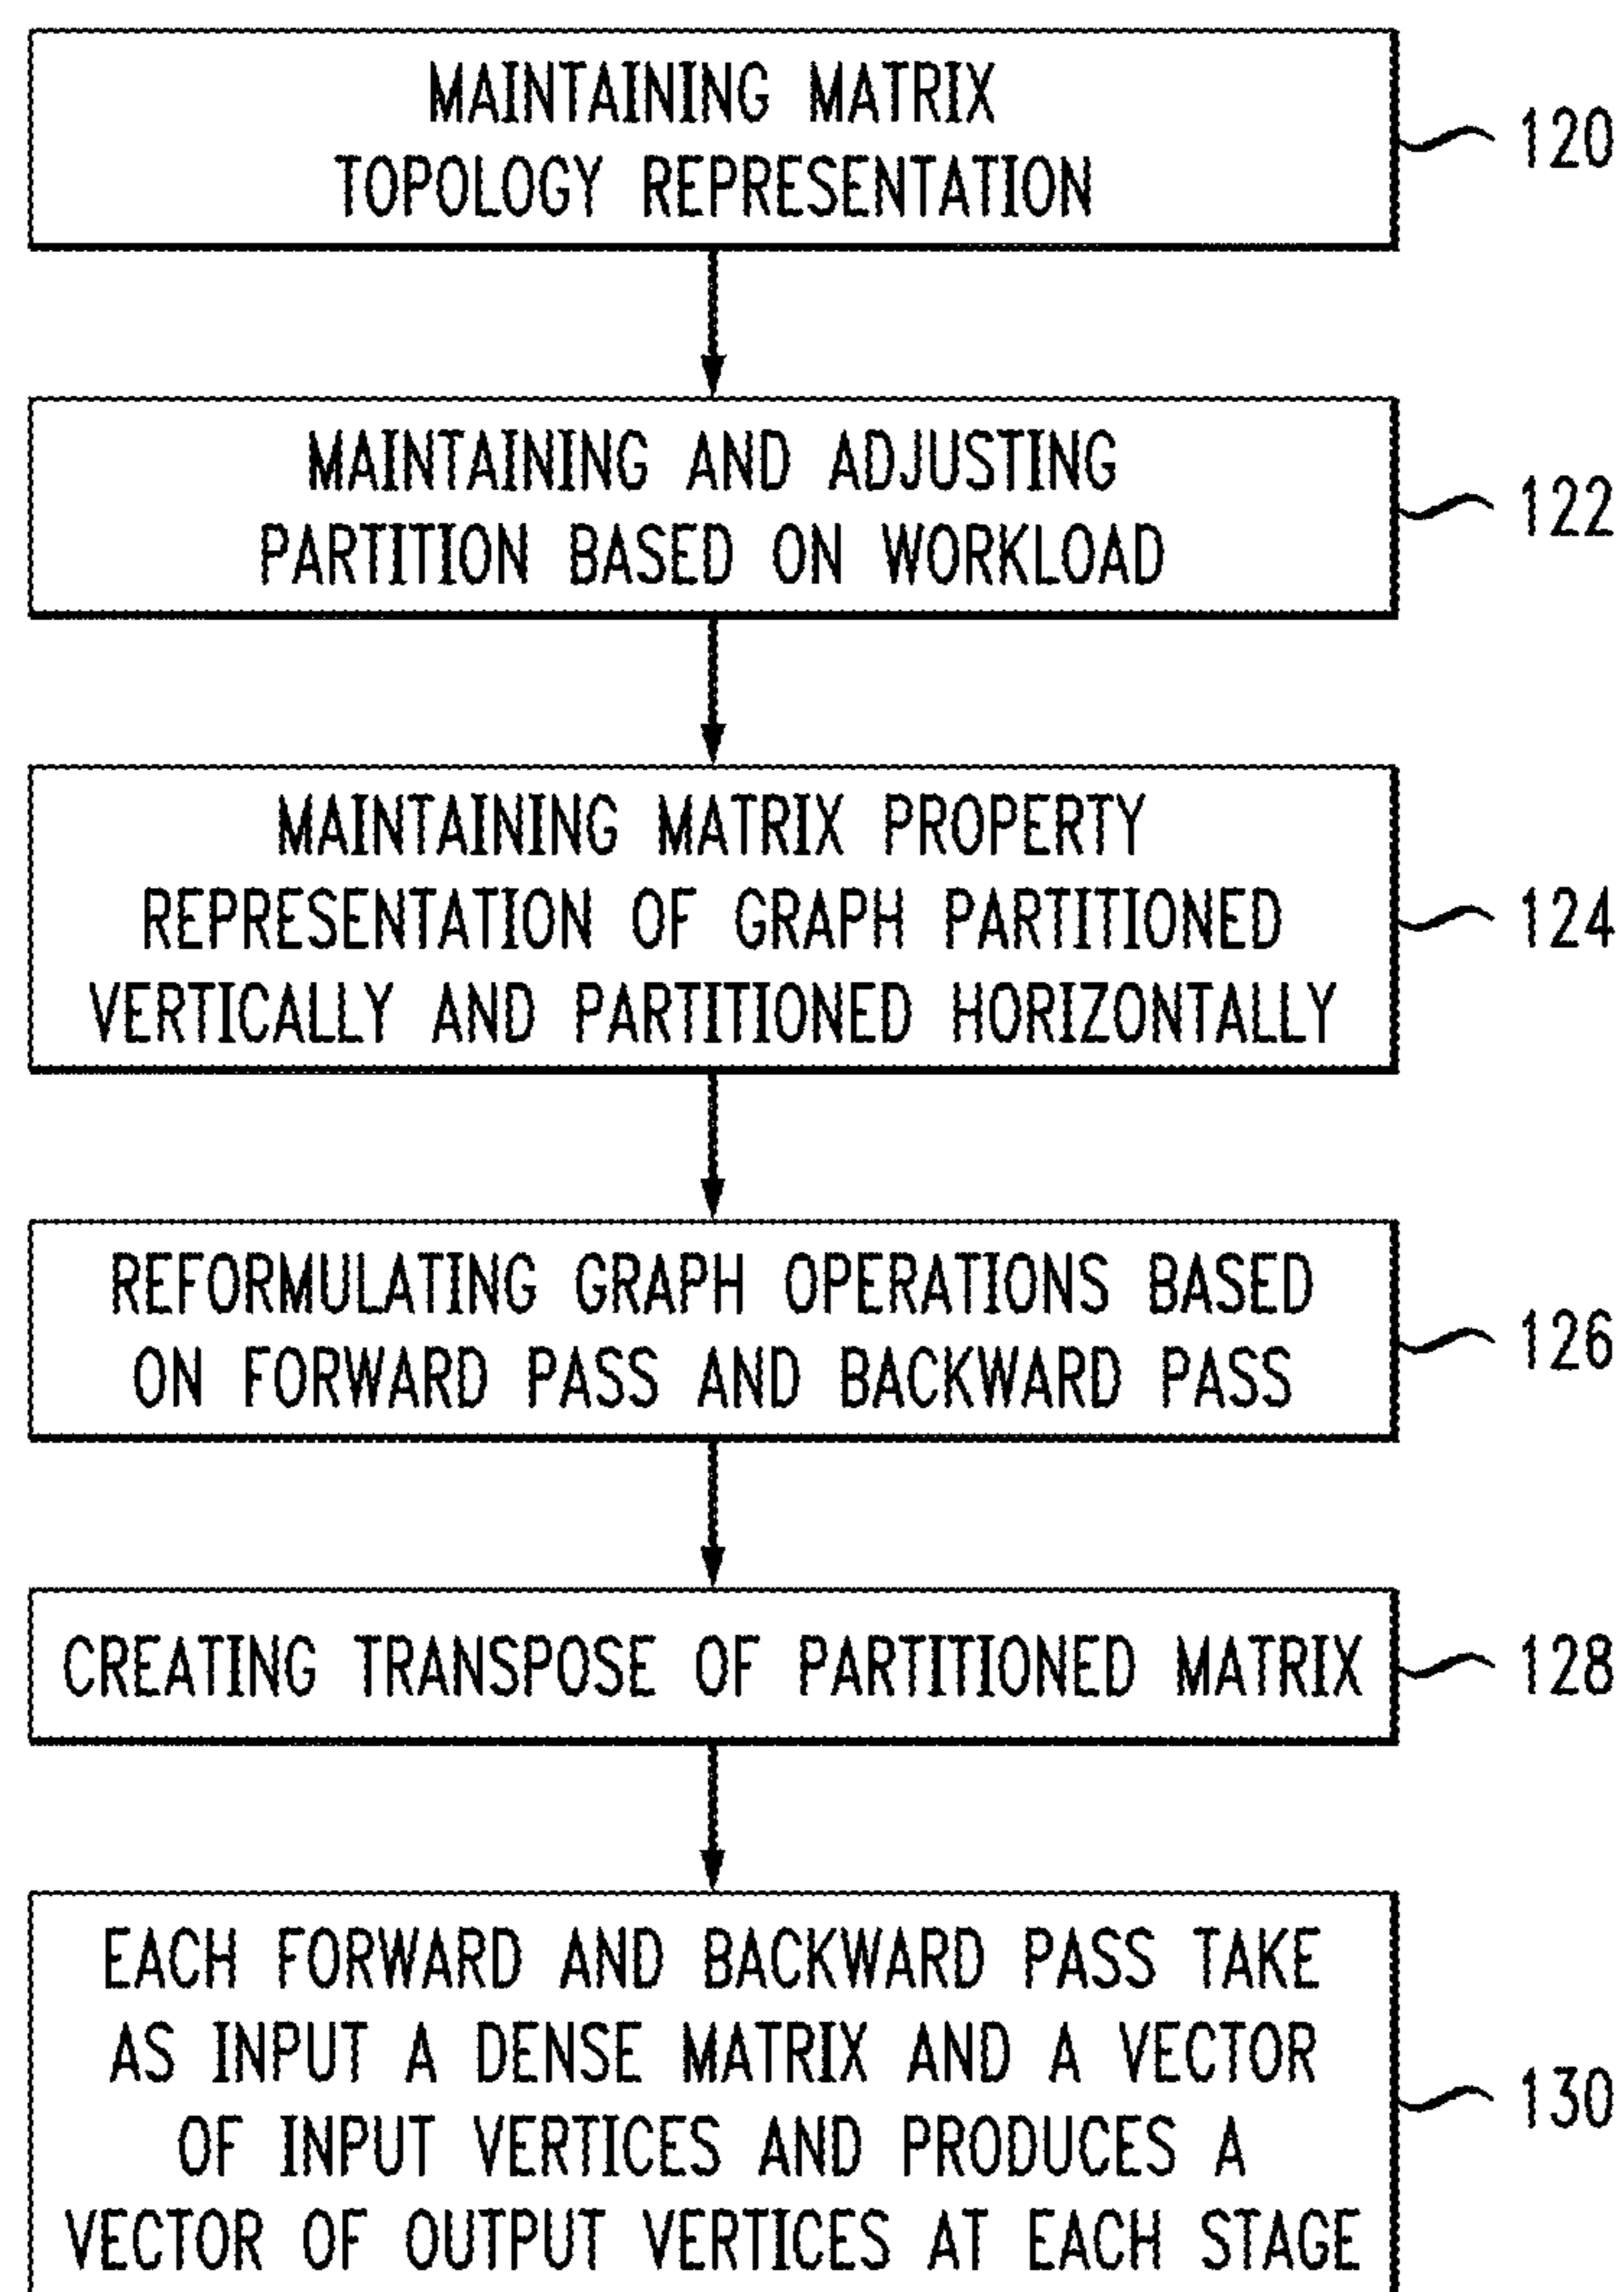 MAINTAINING MATRIX
TOPOLOGY REPRESENTATION
120
MAINTAINING AND ADJUSTING
PARTITION BASED ON WORKLOAD
122
MAINTAINING MATRIX PROPERTY
REPRESENTATION OF GRAPH PARTITIONED
VERTICALLY AND PARTITIONED HORIZONTALLY
124
REFORMULATING GRAPH OPERATIONS BASED
ON FORWARD PASS AND BACKWARD PASS
126
CREATING TRANSPOSE OF PARTITIONED MATRIX
128
EACH FORWARD AND BACKWARD PASS TAKE
AS INPUT A DENSE MATRIX AND A VECTOR
OF INPUT VERTICES AND PRODUCES A
VECTOR OF OUTPUT VERTICES AT EACH STAGE
130